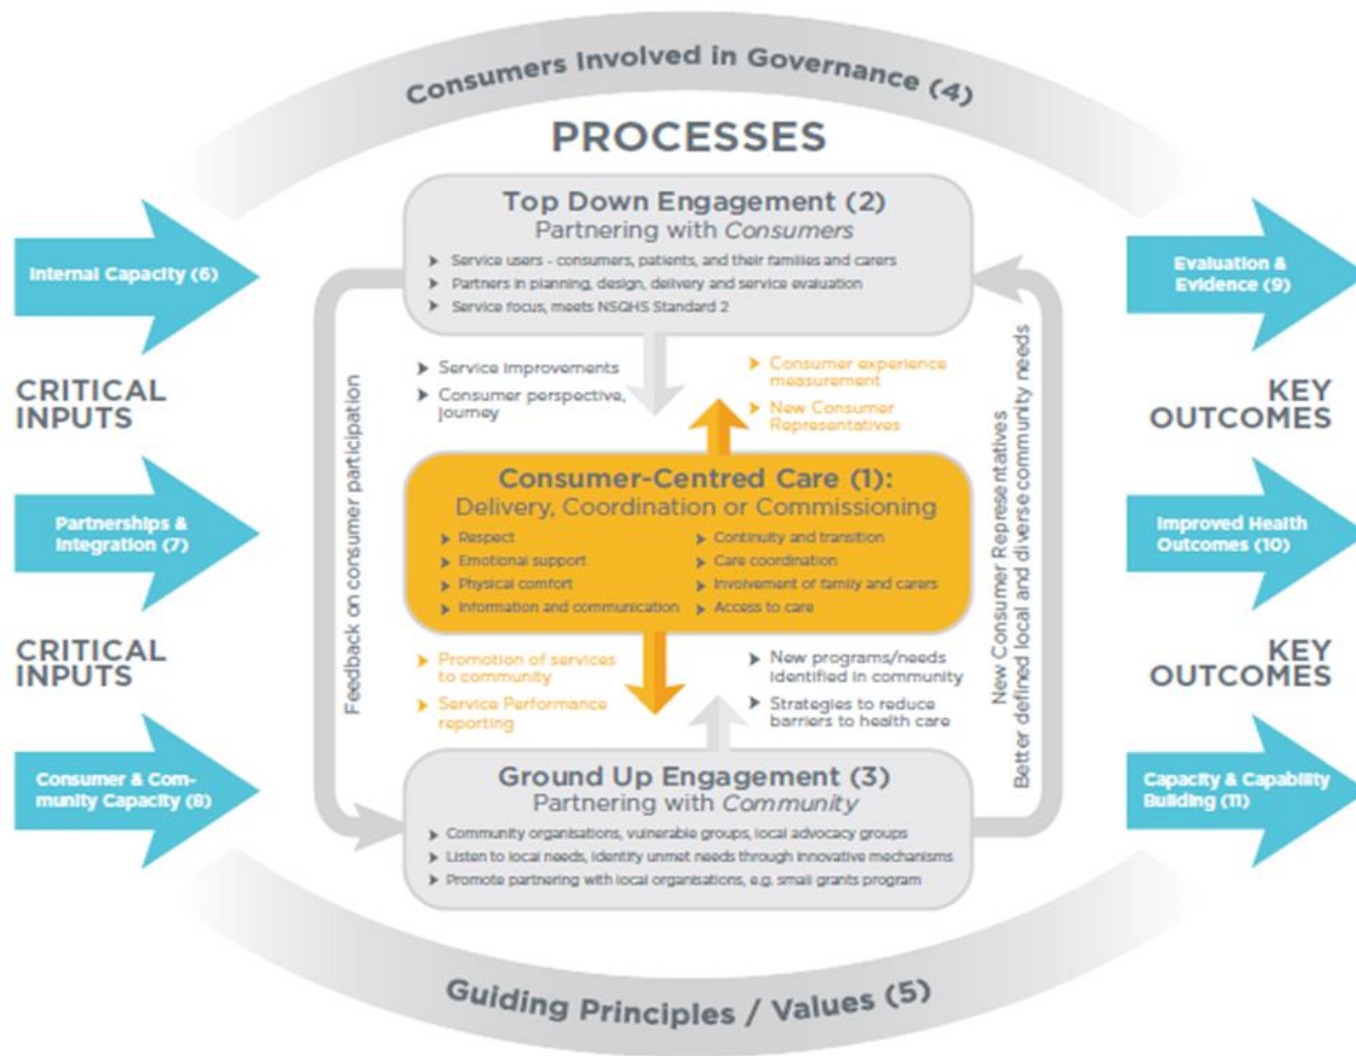 Consumers Involved in Governance (4)
PROCESSES
Top Down Engagement (2)
Partnering with Consumers
Service users - consumers, patients, and their families and carers
Partners in planning, design, delivery and service evaluation
Service focus, meets NSQHS Standard 2
Internal Capacity (6)
CRITICAL
INPUTS
Partnerships &
Integration (7)
CRITICAL
INPUTS
Consumer & Com-
munity Capacity (8)
Feedback on consumer participation
Service improvements
Consumer perspective,
journey
Consumer experience
measurement
New Consumer
Representatives
Consumer-Centred Care (1):
Delivery, Coordination or Commissioning
Respect
Emotional support
Physical comfort
Information and communication
Continuity and transition
Care coordination
Involvement of family and carers
Access to care
Promotion of services
to community
Service Performance
reporting
New programs/needs
identified in community
Strategies to reduce
barriers to health care
Ground Up Engagement (3)
Partnering with Community
Community organisations, vulnerable groups, local advocacy groups
Listen to local needs, identify unmet needs through innovative mechanisms
Promote partnering with local organisations, e.g. small grants program
New Consumer Representatives
Better defined local and diverse community needs
Evaluation &
Evidence (9)
KEY
OUTCOMES
Improved Health
Outcomes (10)
KEY
OUTCOMES
Capacity & Capability
Building (11)
Guiding Principles / Values (5)